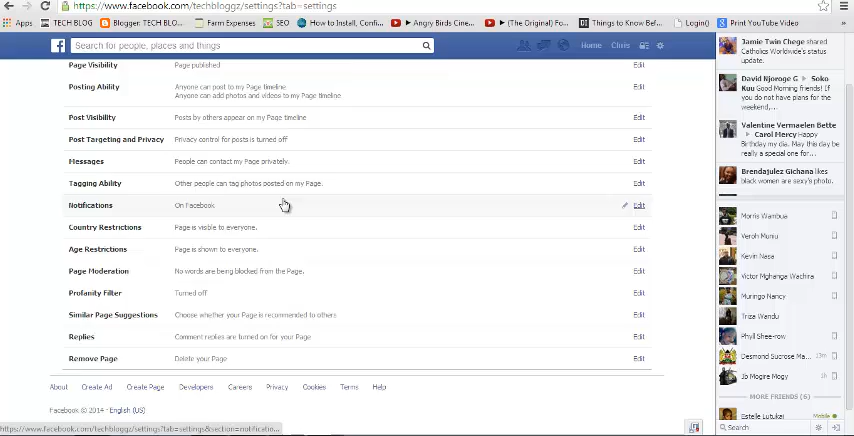 https://www.facebook.com/techbloggz/settings?tab=settings
Apps TECH BLOG Blogger: TECH BLO... Farm Expenses SEO How to Install, Config... ▶ (Angry Birds Cine... ▶ (The Original) Fo... Things to Know Bef... Login() Print YouTube Video »
f Search for people, places and things Home Chris
Page Visibility Page published Edit
Posting Ability Anyone can post to my Page timeline Edit
Anyone can add photos and videos to my Page timeline
Post Visibility Posts by others appear on my Page timeline Edit
Post Targeting and Privacy Privacy control for posts is turned off Edit
Messages People can contact my Page privately. Edit
Tagging Ability Other people can tag photos posted on my Page. Edit
Notifications On Facebook Edit
Country Restrictions Page is visible to everyone. Edit
Age Restrictions Page is shown to everyone. Edit
Page Moderation No words are being blocked from the Page. Edit
Profanity Filter Turned off Edit
Similar Page Suggestions Choose whether your Page is recommended to others Edit
Replies Comment replies are turned on for your Page Edit
Remove Page Delete your Page Edit
About Create Ad Create Page Developers Careers Privacy Cookies Terms Help
Facebook © 2014 · English (US)
https://www.facebook.com/techbloggz/settings?tab=settings&section=notificatio...
Jamie Twin Chege shared
Catholics Worldwide's
status update.
David Njoroge G ▶ Soko
Kuu Good Morning friends! If
you do not have plans for the
weekend,...
Valentine Vermaelen Bette
▶ Carol Mercy Happy
Birthday my dia. May this day be
really a special one for...
Brendajulez Gichana likes
black women are sexy's photo.
Morris Wambua
Veroh Muniu
Kevin Nasa
Victor Mghanga Wachira
Muringo Nancy
Triza Wandu
Phyll Shee-row
Desmond Sucrose Ma... 13m
Jb Mogire Mogy 1h
MORE FRIENDS (6)
Estelle Lutukai Mobile
Search